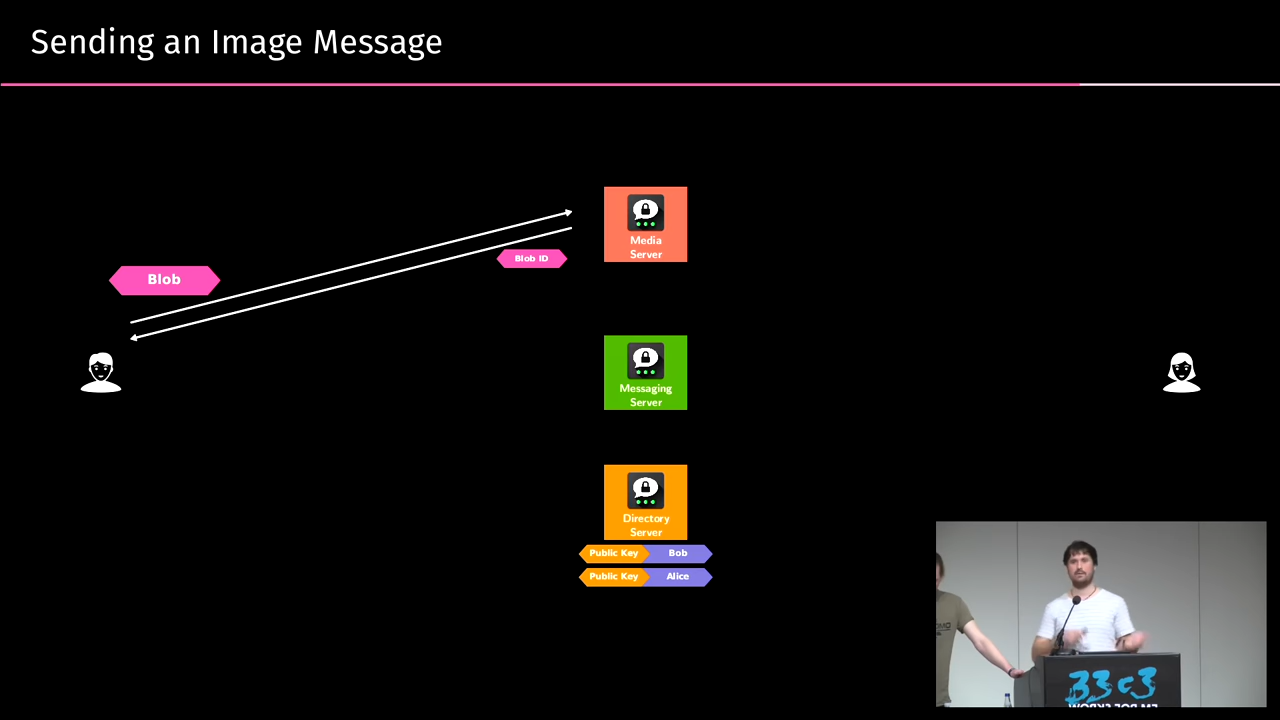 Sending an Image Message
Media
Server
Blob ID
Blob
Messaging
Server
Directory
Server
Public Key Bob
Public Key Alice
33c3